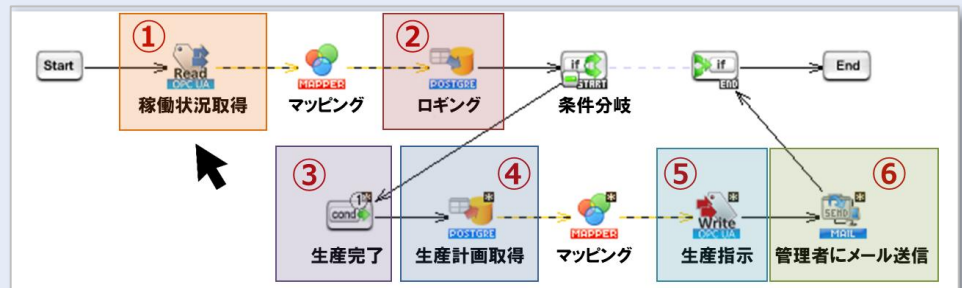 ①
②
Start
Read
OPC UA
MAPPER
POSTGRE
if
START
if
END
End
稼働状況取得
マッピング
ロギング
条件分岐
③
④
⑤
⑥
1
cond
POSTGRE
MAPPER
Write
OPC UA
SEND
MAIL
生産完了
生産計画取得
マッピング
生産指示
管理者にメール送信